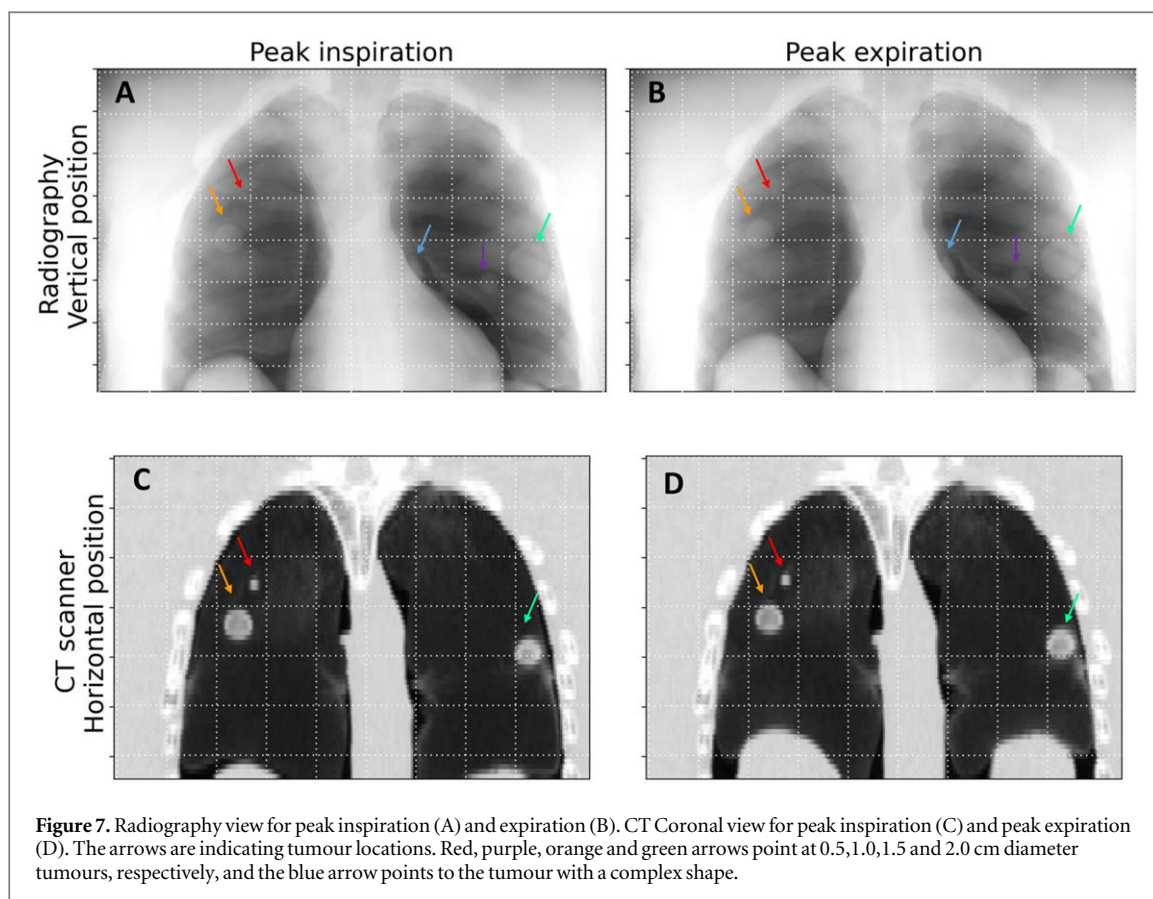 Peak inspiration
Peak expiration
A
B
Radiography
Vertical position
C
D
CT scanner
Horizontal position
Figure 7. Radiography view for peak inspiration (A) and expiration (B). CT Coronal view for peak inspiration (C) and peak expiration
(D). The arrows are indicating tumour locations. Red, purple, orange and green arrows point at 0.5,1.0,1.5 and 2.0 cm diameter
tumours, respectively, and the blue arrow points to the tumour with a complex shape.